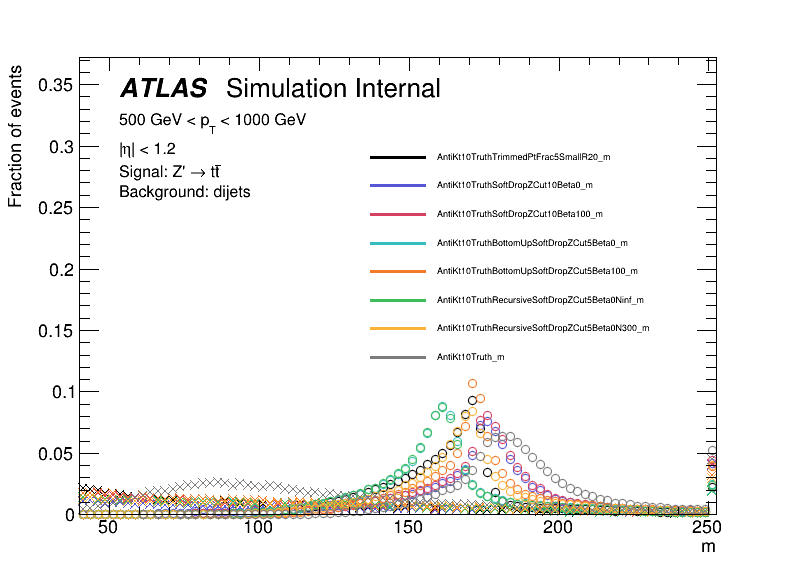 ATLAS Simulation Internal
500 GeV < p_T < 1000 GeV
|η| < 1.2
Signal: Z' → tt̄
Background: dijets
AntiKt10TruthTrimmedPtFrac5SmallR20_m
AntiKt10TruthSoftDropZCut10Beta0_m
AntiKt10TruthSoftDropZCut10Beta100_m
AntiKt10TruthBottomUpSoftDropZCut5Beta0_m
AntiKt10TruthBottomUpSoftDropZCut5Beta100_m
AntiKt10TruthRecursiveSoftDropZCut5Beta0Ninf_m
AntiKt10TruthRecursiveSoftDropZCut5Beta0N300_m
AntiKt10Truth_m
Fraction of events
0.35
0.3
0.25
0.2
0.15
0.1
0.05
0
50 100 150 200 250
m